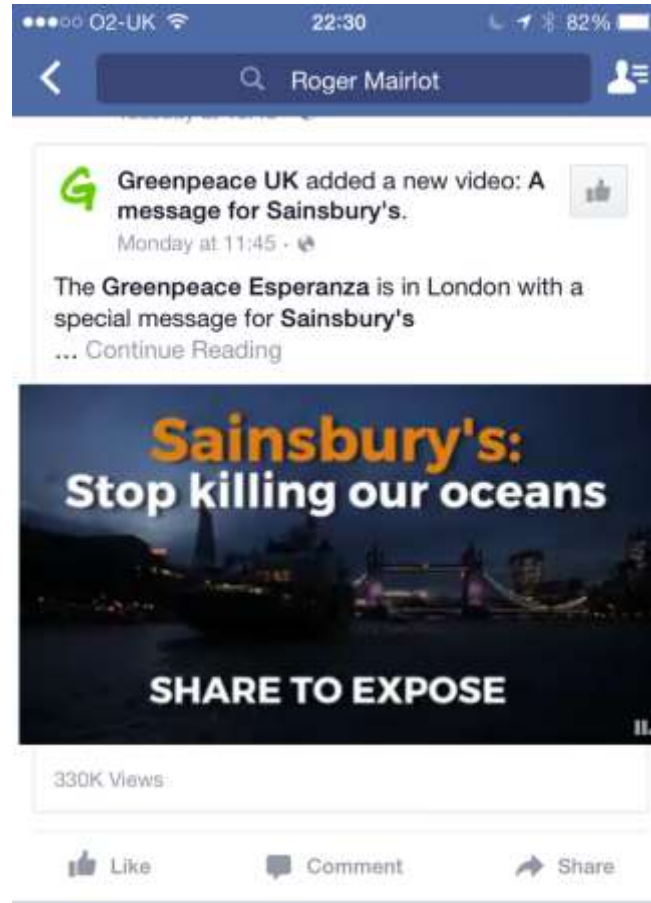 O2-UK 22:30 82%
Roger Mairlot
Greenpeace UK added a new video: A
message for Sainsbury's.
Monday at 11:45 ·
The Greenpeace Esperanza is in London with a
special message for Sainsbury's
... Continue Reading
Sainsbury's:
Stop killing our oceans
SHARE TO EXPOSE
330K Views
Like Comment Share